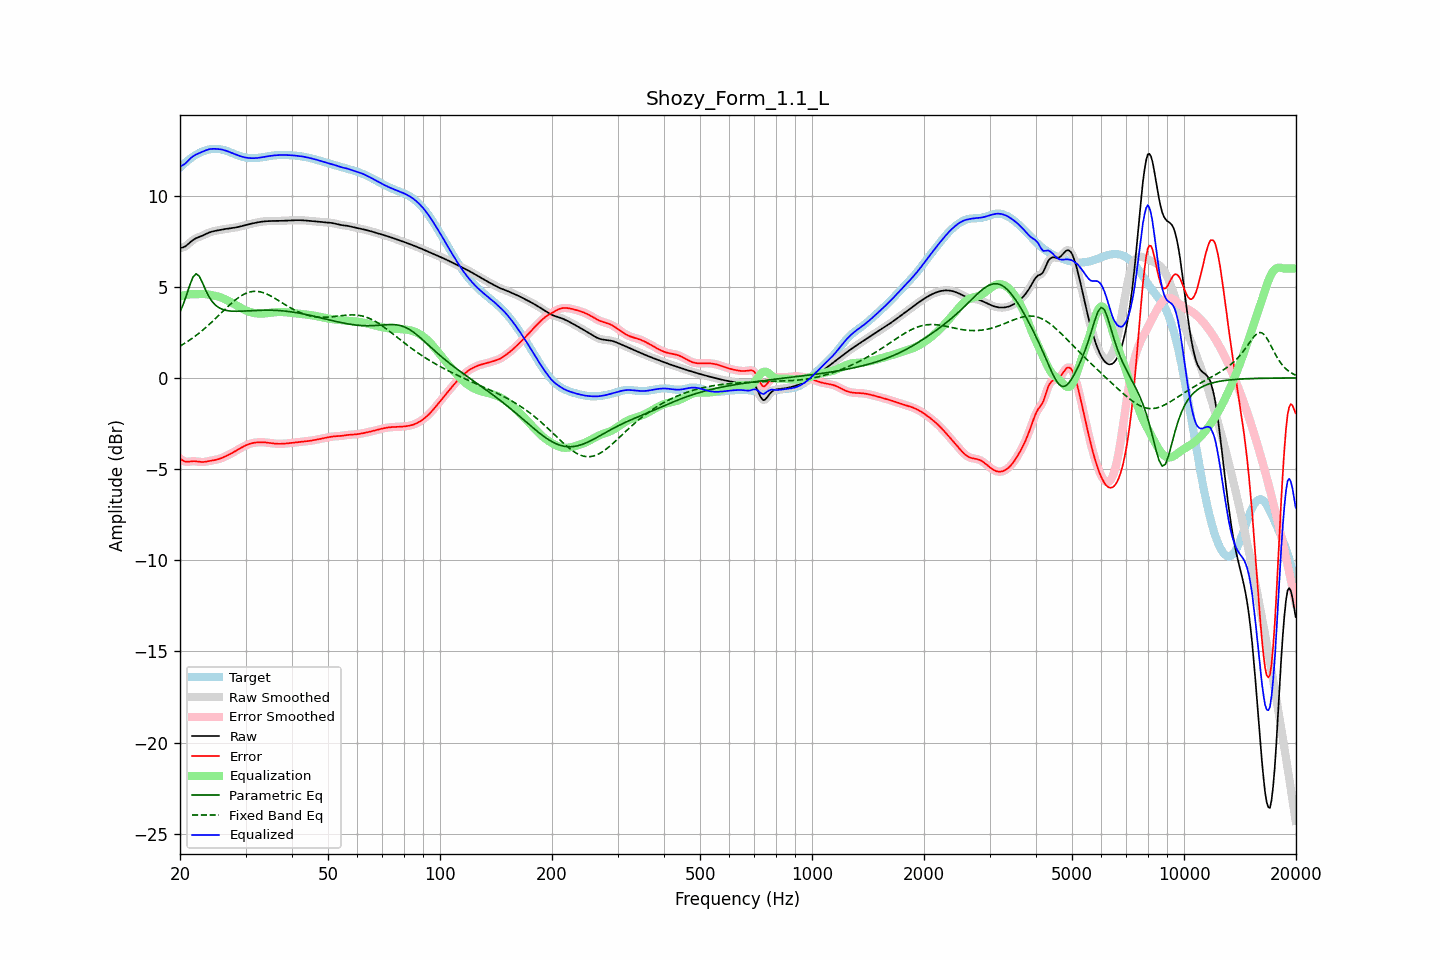 Shozy_Form_1.1_L
Amplitude (dBr)
10
5
0
−5
−10
−15
−20
−25
Target
Raw Smoothed
Error Smoothed
Raw
Error
Equalization
Parametric Eq
Fixed Band Eq
Equalized
20 50 100 200 500 1000 2000 5000 10000 20000
Frequency (Hz)